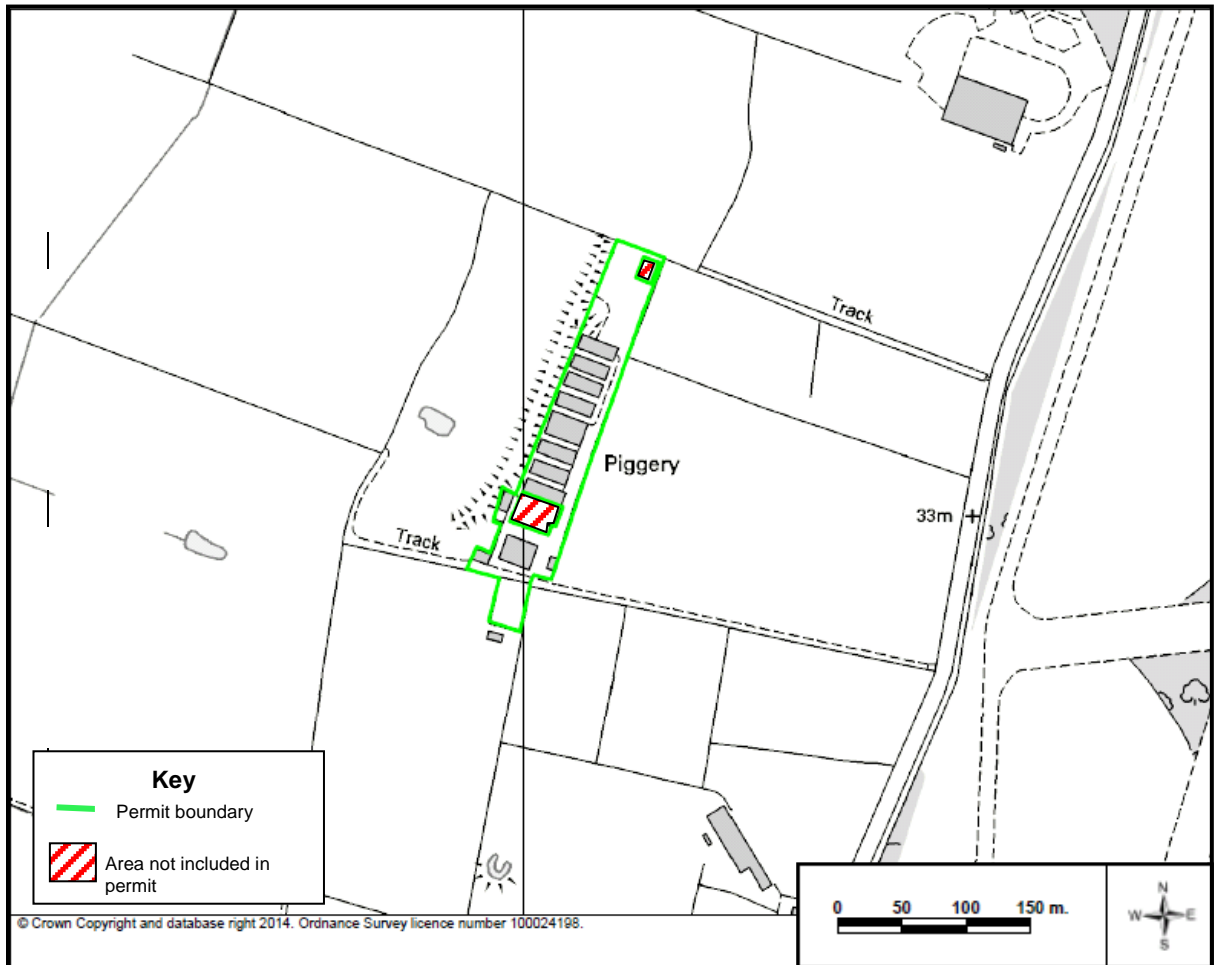 Track
Piggery
33m
Track
Key
Permit boundary
Area not included in
permit
0 50 100 150 m.
N
W E
S
© Crown Copyright and database right 2014. Ordnance Survey licence number 100024198.